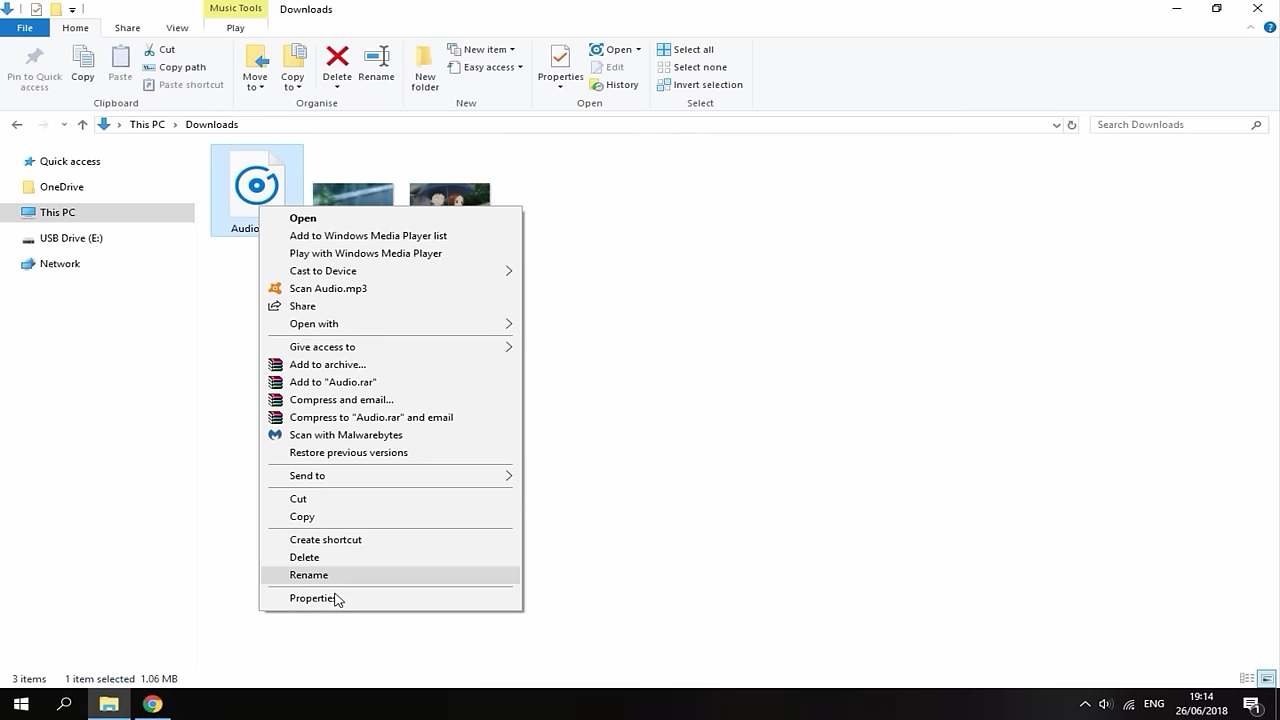 Music Tools
Downloads
File
Home
Share
View
Play
Pin to Quick access
Copy
Paste
Cut
Copy path
Paste shortcut
Clipboard
Move to
Copy to
Delete
Rename
Organise
New folder
New item
Easy access
New
Properties
Open
Edit
History
Open
Select all
Select none
Invert selection
Select
This PC
Downloads
Search Downloads
Quick access
OneDrive
This PC
USB Drive (E:)
Network
Audio
Open
Add to Windows Media Player list
Play with Windows Media Player
Cast to Device
Scan Audio.mp3
Share
Open with
Give access to
Add to archive...
Add to "Audio.rar"
Compress and email...
Compress to "Audio.rar" and email
Scan with Malwarebytes
Restore previous versions
Send to
Cut
Copy
Create shortcut
Delete
Rename
Properties
3 items
1 item selected 1.06 MB
ENG
19:14
26/06/2018
1